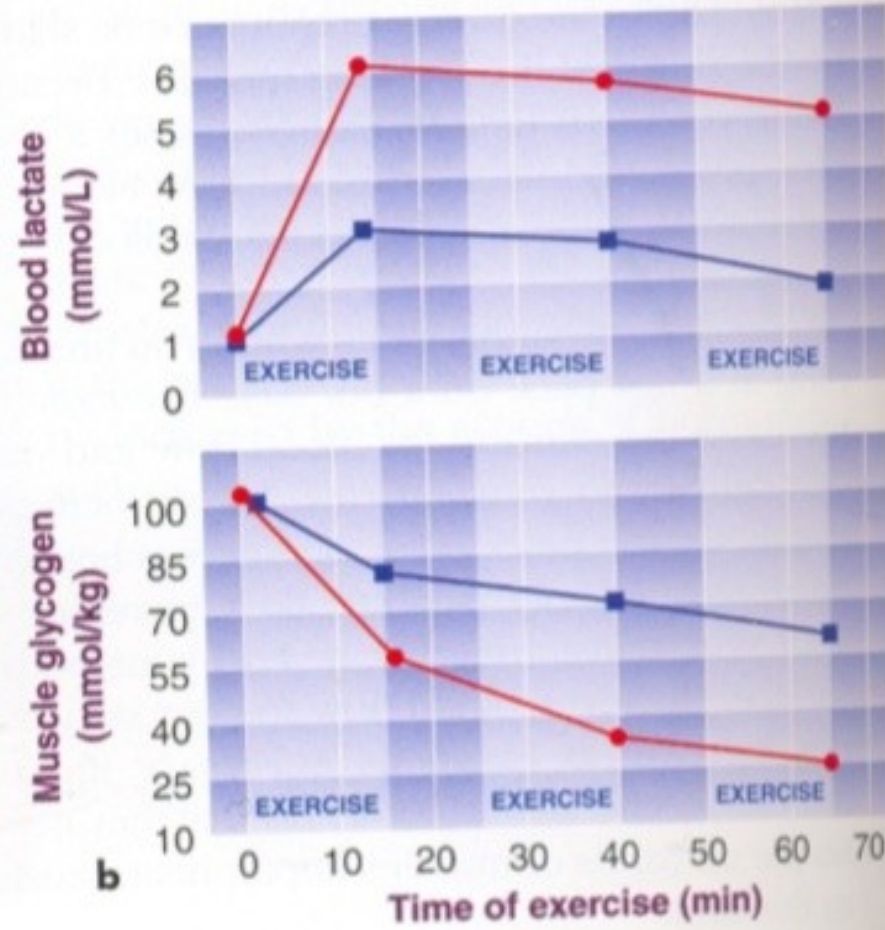 Blood lactate
(mmol/L)
6
5
4
3
2
1
0
EXERCISE EXERCISE EXERCISE
Muscle glycogen
(mmol/kg)
100
85
70
55
40
25
10
EXERCISE EXERCISE EXERCISE
0 10 20 30 40 50 60 70
b
Time of exercise (min)